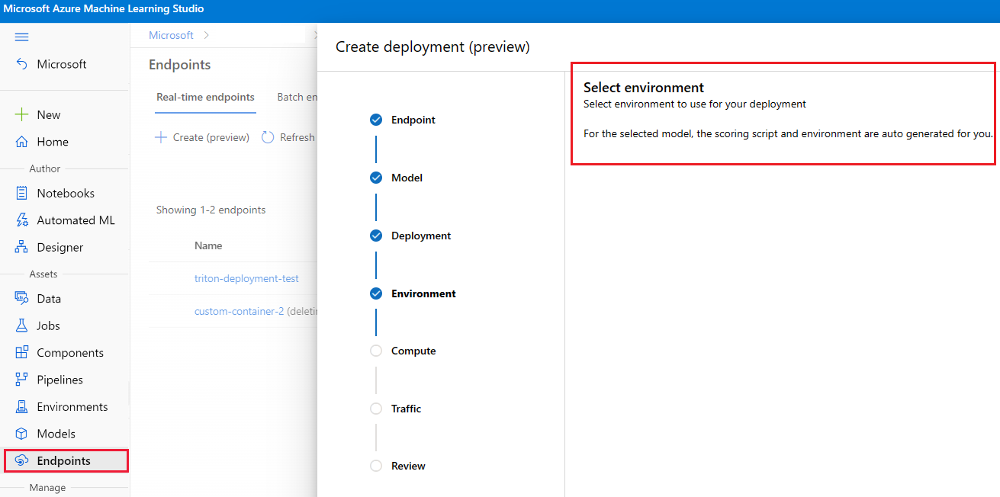 Microsoft Azure Machine Learning Studio
Microsoft
New
Home
Author
Notebooks
Automated ML
Designer
Assets
Data
Jobs
Components
Pipelines
Environments
Models
Endpoints
Manage
Microsoft
Endpoints
Real-time endpoints
Batch en
Create (preview)
Refresh
Showing 1-2 endpoints
Name
triton-deployment-test
custom-container-2 (deletin
Create deployment (preview)
Endpoint
Model
Deployment
Environment
Compute
Traffic
Review
Select environment
Select environment to use for your deployment
For the selected model, the scoring script and environment are auto generated for you.